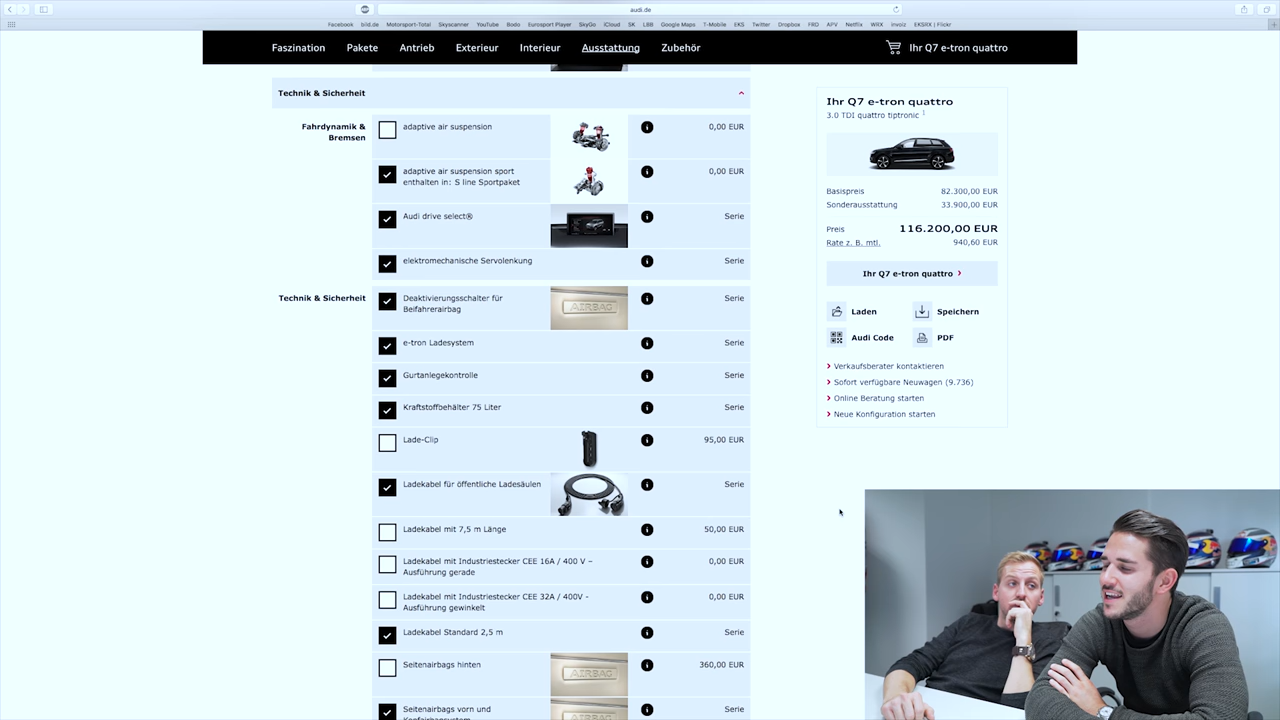 audi.de
Facebook bild.de Motorsport-Total Skyscanner YouTube Bodo Eurosport Player SkyGo iCloud SK LBB Google Maps T-Mobile EKS Twitter Dropbox FRD APV Netflix WRX invoiz EKSRX | Flickr
Faszination Pakete Antrieb Exterieur Interieur Ausstattung Zubehör Ihr Q7 e-tron quattro
Technik & Sicherheit
Fahrdynamik &
Bremsen
adaptive air suspension 0,00 EUR
adaptive air suspension sport
enthalten in: S line Sportpaket
0,00 EUR
Audi drive select® Serie
elektromechanische Servolenkung Serie
Technik & Sicherheit
Deaktivierungsschalter für
Beifahrerairbag
AIRBAG
Serie
e-tron Ladesystem Serie
Gurtanlegekontrolle Serie
Kraftstoffbehälter 75 Liter Serie
Lade-Clip 95,00 EUR
Ladekabel für öffentliche Ladesäulen Serie
Ladekabel mit 7,5 m Länge 50,00 EUR
Ladekabel mit Industriestecker CEE 16A / 400 V –
Ausführung gerade
0,00 EUR
Ladekabel mit Industriestecker CEE 32A / 400V -
Ausführung gewinkelt
0,00 EUR
Ladekabel Standard 2,5 m Serie
Seitenairbags hinten AIRBAG 360,00 EUR
Seitenairbags vorn und
Kopfairbagsystem
AIRBAG
Serie
Ihr Q7 e-tron quattro
3.0 TDI quattro tiptronic 1
Basispreis 82.300,00 EUR
Sonderausstattung 33.900,00 EUR
Preis 116.200,00 EUR
Rate z. B. mtl. 940,60 EUR
Ihr Q7 e-tron quattro
Laden Speichern
Audi Code PDF
Verkaufsberater kontaktieren
Sofort verfügbare Neuwagen (9.736)
Online Beratung starten
Neue Konfiguration starten